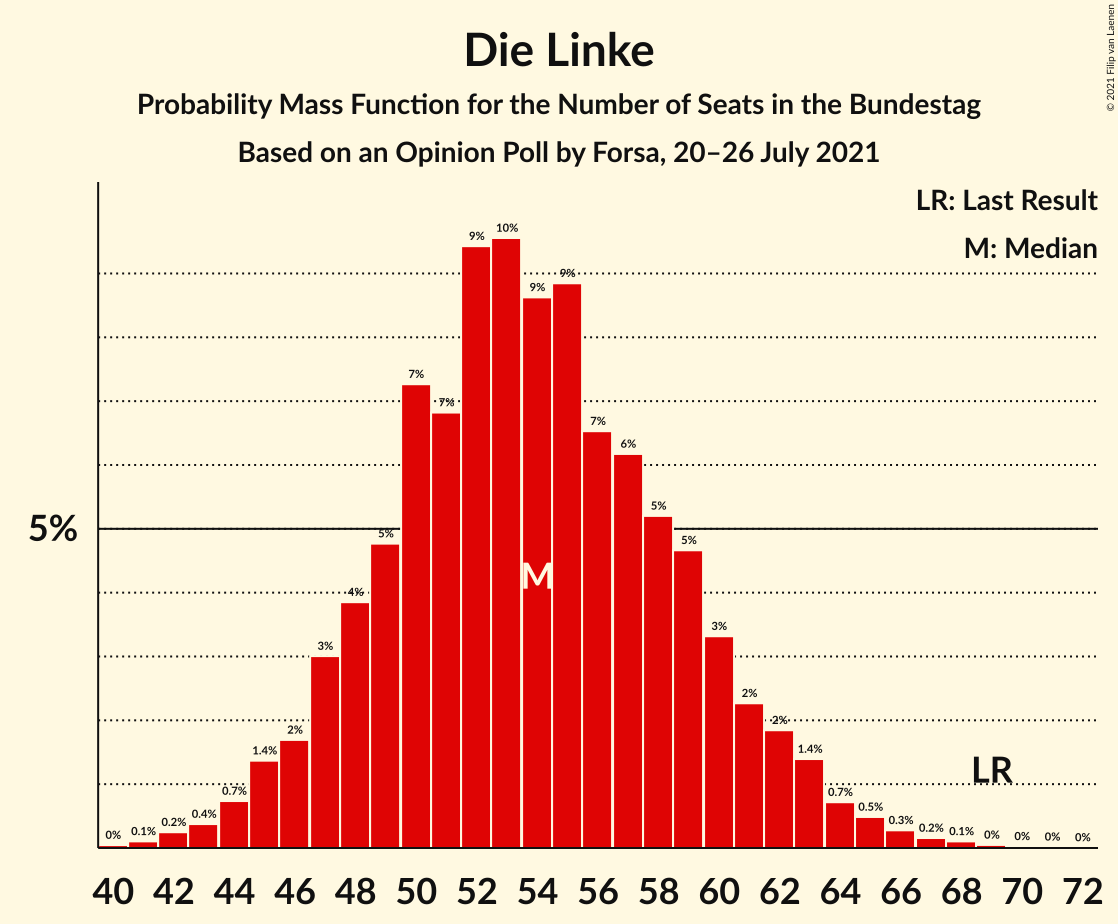 Die Linke
Probability Mass Function for the Number of Seats in the Bundestag
Based on an Opinion Poll by Forsa, 20–26 July 2021
© 2021 Filip van Laenen
LR: Last Result
M: Median
5%
0% 0.1% 0.2% 0.4% 0.7% 1.4% 2% 3% 4% 5% 7% 7% 9% 10% 9% 9% 7% 6% 5% 5% 3% 2% 2% 1.4% 0.7% 0.5% 0.3% 0.2% 0.1% 0% 0% 0% 0%
M
LR
40 42 44 46 48 50 52 54 56 58 60 62 64 66 68 70 72